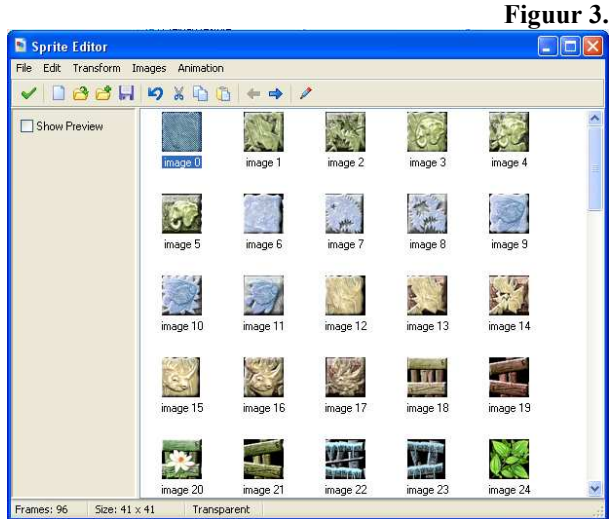 Figuur 3.
Sprite Editor
File Edit Transform Images Animation
Show Preview
image 0 image 1 image 2 image 3 image 4
image 5 image 6 image 7 image 8 image 9
image 10 image 11 image 12 image 13 image 14
image 15 image 16 image 17 image 18 image 19
image 20 image 21 image 22 image 23 image 24
Frames: 96 Size: 41 x 41 Transparent